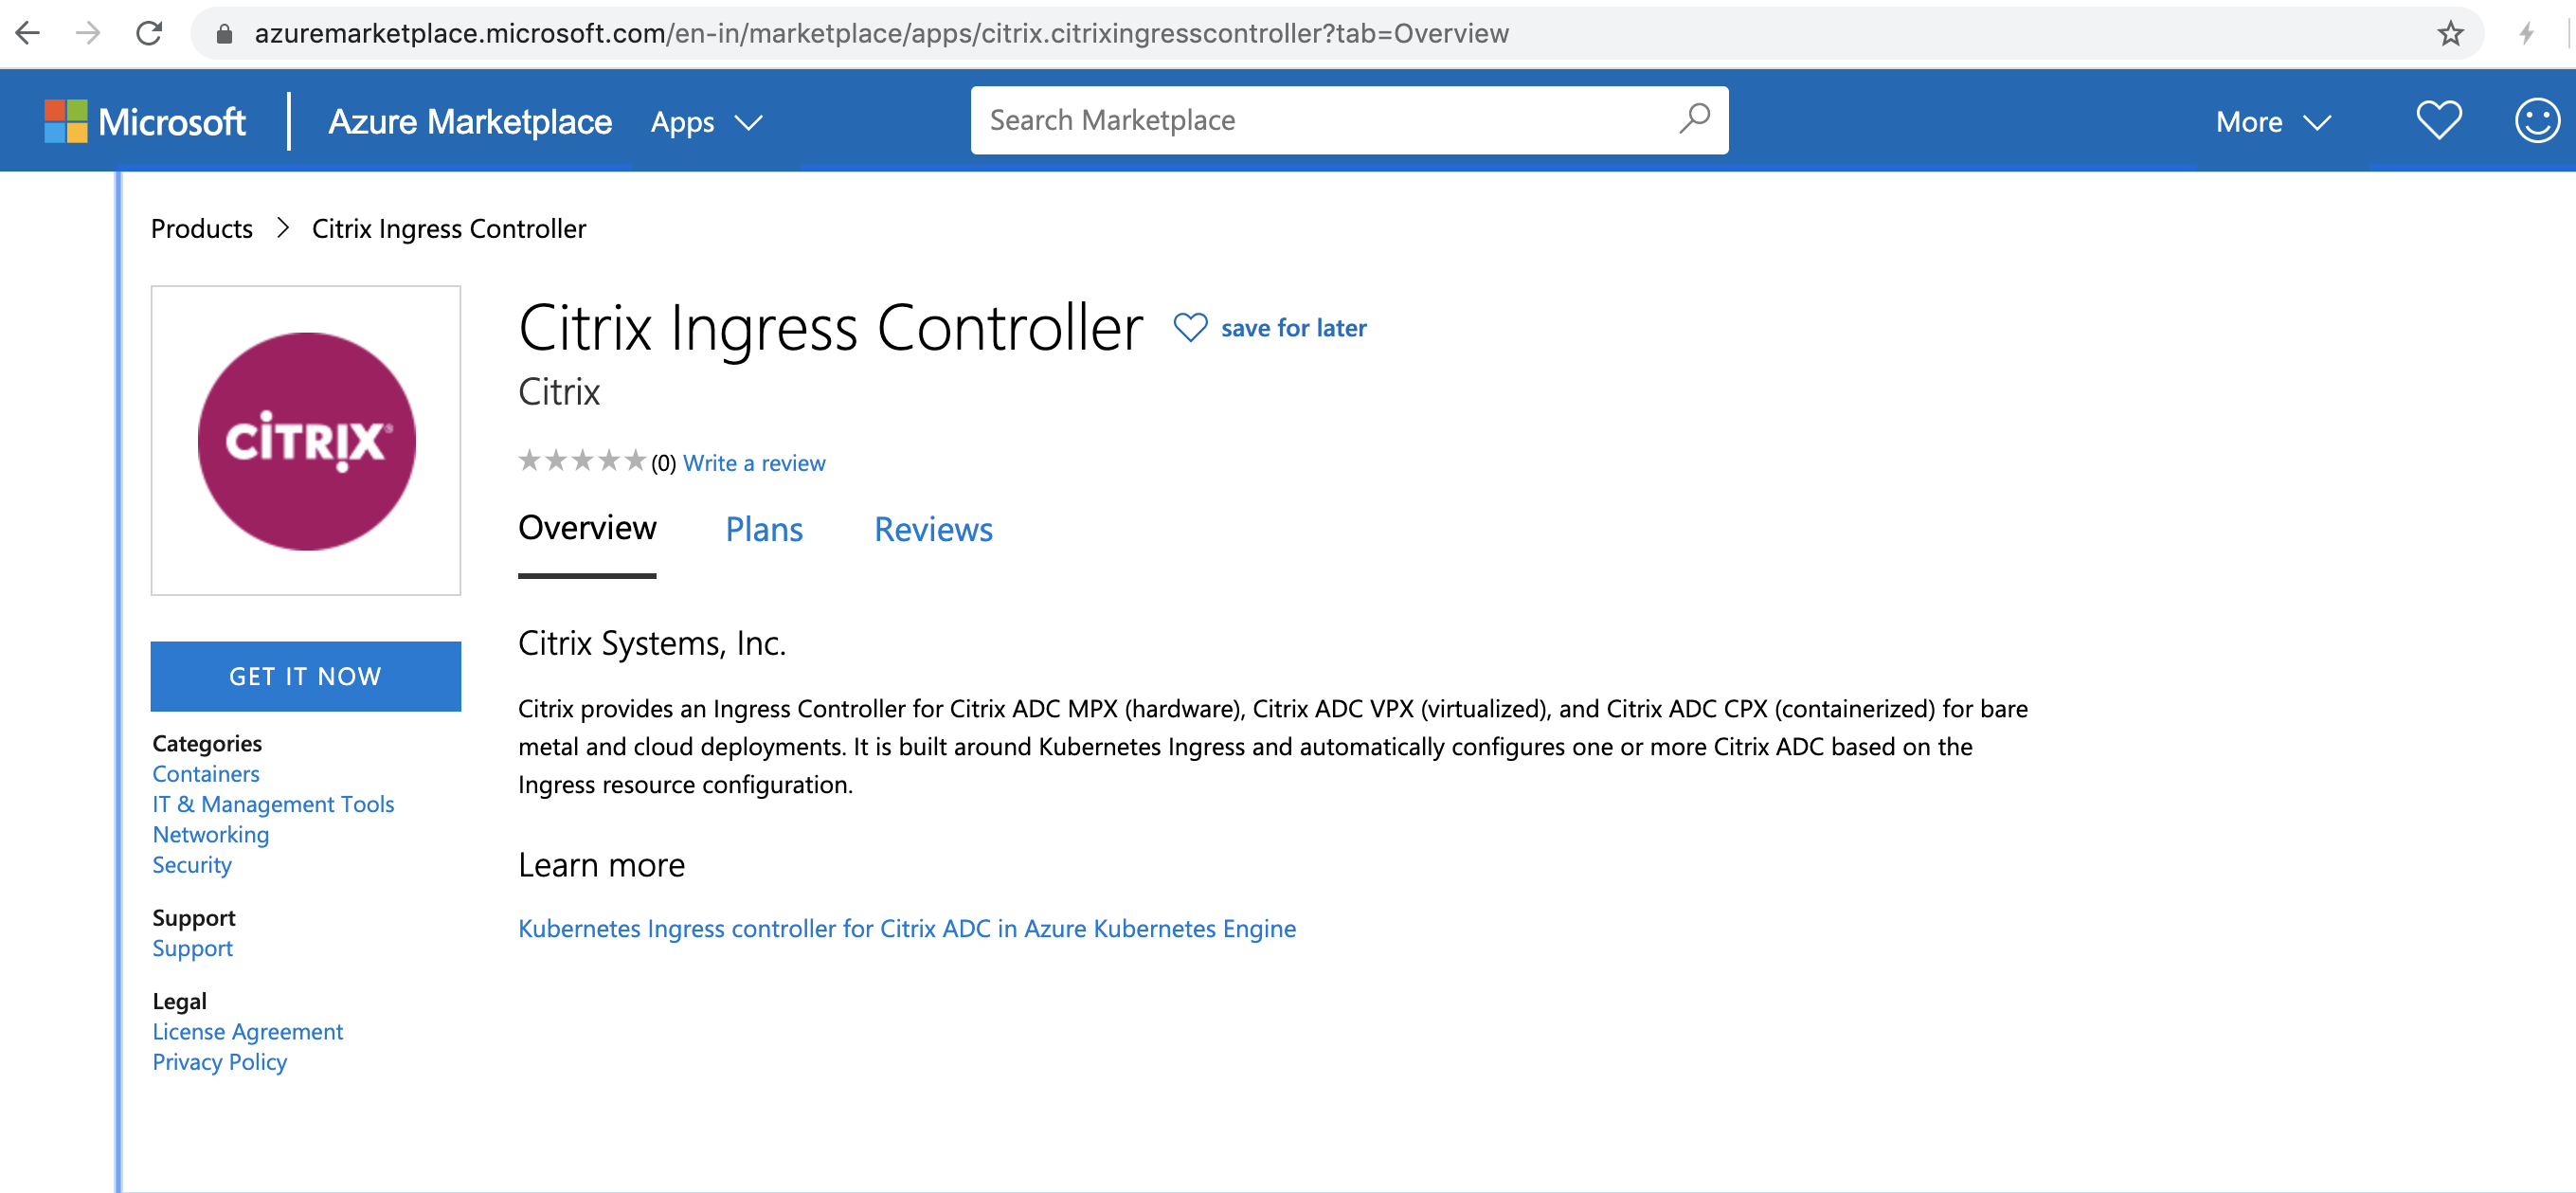 azuremarketplace.microsoft.com/en-in/marketplace/apps/citrix.citrixingresscontroller?tab=Overview
Microsoft Azure Marketplace Apps Search Marketplace More
Products Citrix Ingress Controller
CITRIX®
Citrix Ingress Controller save for later
Citrix
(0) Write a review
Overview Plans Reviews
Citrix Systems, Inc.
Citrix provides an Ingress Controller for Citrix ADC MPX (hardware), Citrix ADC VPX (virtualized), and Citrix ADC CPX (containerized) for bare
metal and cloud deployments. It is built around Kubernetes Ingress and automatically configures one or more Citrix ADC based on the
Ingress resource configuration.
Learn more
Kubernetes Ingress controller for Citrix ADC in Azure Kubernetes Engine
GET IT NOW
Categories
Containers
IT & Management Tools
Networking
Security
Support
Support
Legal
License Agreement
Privacy Policy